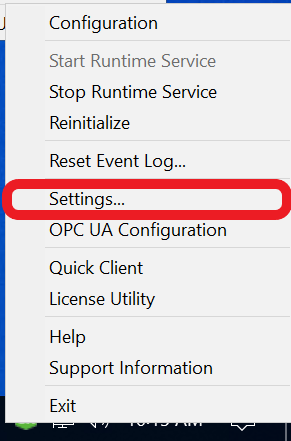 Configuration
Start Runtime Service
Stop Runtime Service
Reinitialize
Reset Event Log...
Settings...
OPC UA Configuration
Quick Client
License Utility
Help
Support Information
Exit